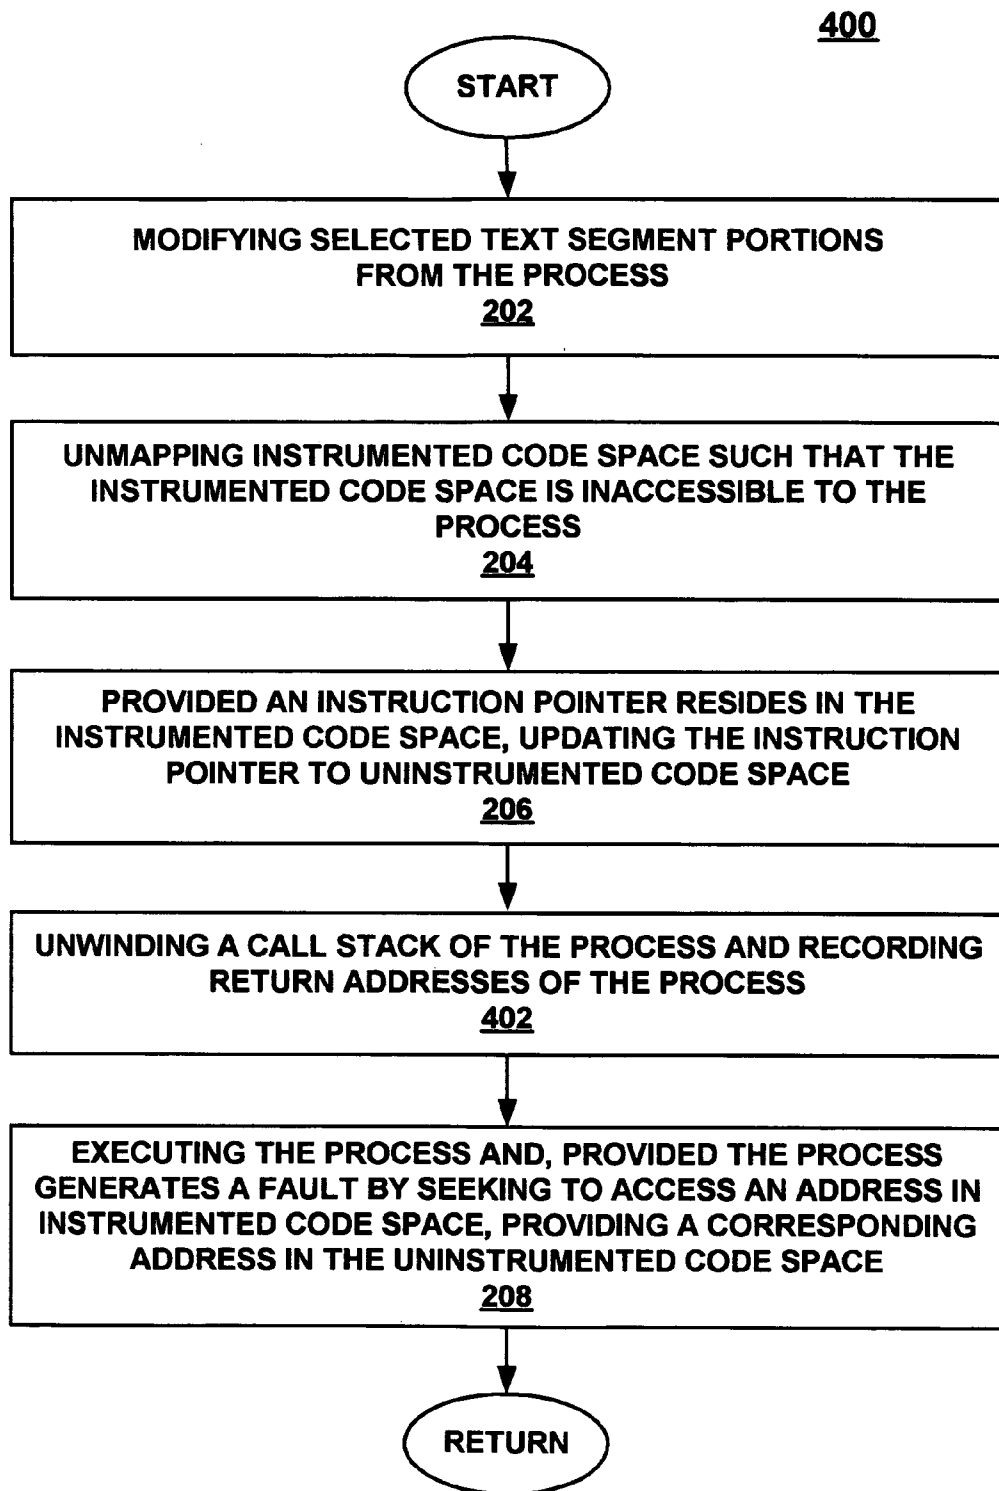 400
START
MODIFYING SELECTED TEXT SEGMENT PORTIONS
FROM THE PROCESS
202
UNMAPPING INSTRUMENTED CODE SPACE SUCH THAT THE
INSTRUMENTED CODE SPACE IS INACCESSIBLE TO THE
PROCESS
204
PROVIDED AN INSTRUCTION POINTER RESIDES IN THE
INSTRUMENTED CODE SPACE, UPDATING THE INSTRUCTION
POINTER TO UNINSTRUMENTED CODE SPACE
206
UNWINDING A CALL STACK OF THE PROCESS AND RECORDING
RETURN ADDRESSES OF THE PROCESS
402
EXECUTING THE PROCESS AND, PROVIDED THE PROCESS
GENERATES A FAULT BY SEEKING TO ACCESS AN ADDRESS IN
INSTRUMENTED CODE SPACE, PROVIDING A CORRESPONDING
ADDRESS IN THE UNINSTRUMENTED CODE SPACE
208
RETURN